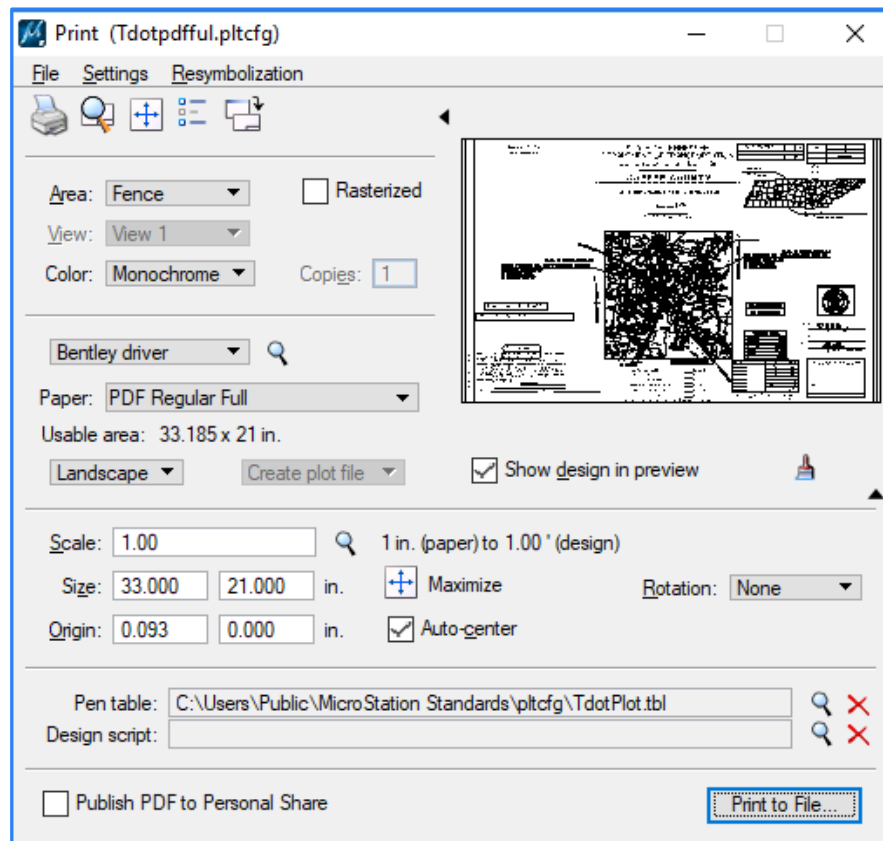 Print (Tdotpdfful.pltcfg)
File Settings Resymbolization
Area: Fence
Rasterized
View: View 1
Color: Monochrome
Copies: 1
Bentley driver
Paper: PDF Regular Full
Usable area: 33.185 x 21 in.
Landscape
Create plot file
Show design in preview
Scale: 1.00
1 in. (paper) to 1.00 ' (design)
Size: 33.000 21.000 in.
Maximize
Rotation: None
Origin: 0.093 0.000 in.
Auto-center
Pen table: C:\Users\Public\MicroStation Standards\pltcfg\TdotPlot.tbl
Design script:
Publish PDF to Personal Share
Print to File...